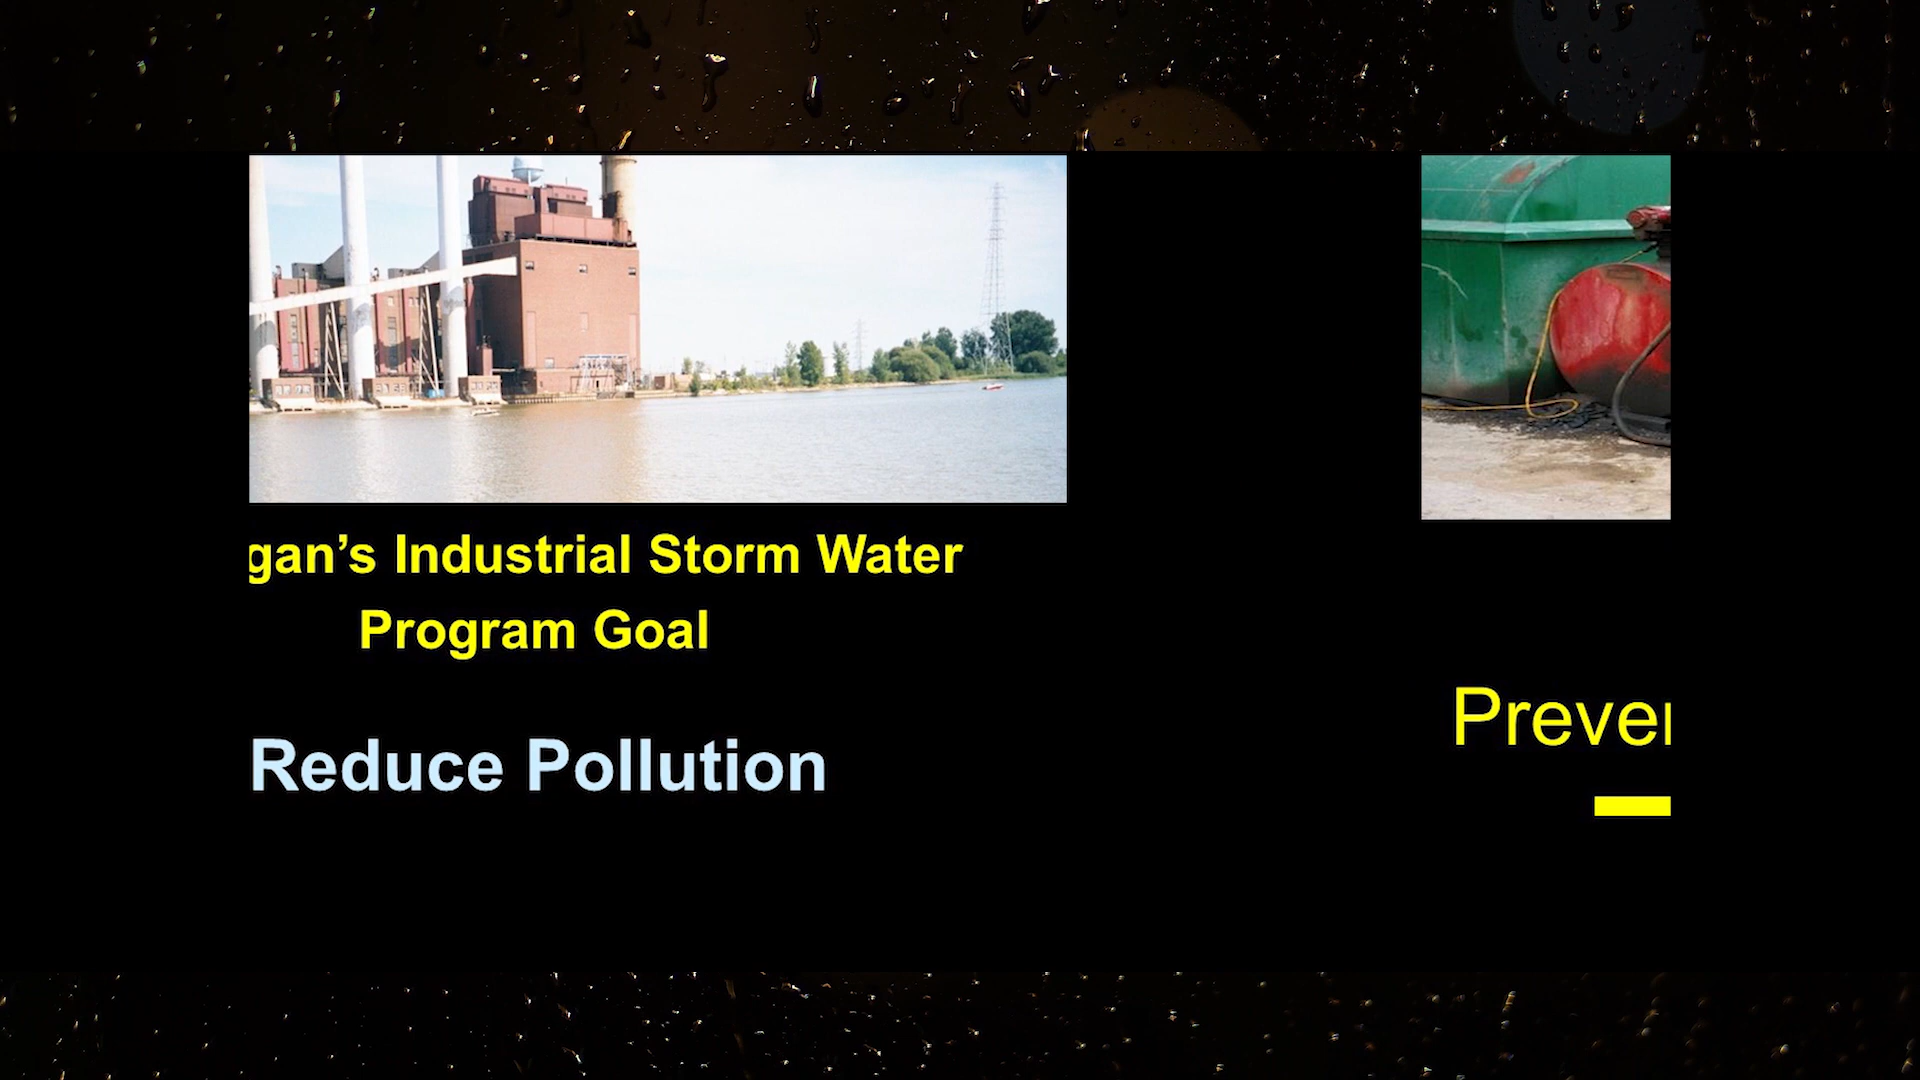 gan’s Industrial Storm Water
Program Goal
Reduce Pollution
Preve